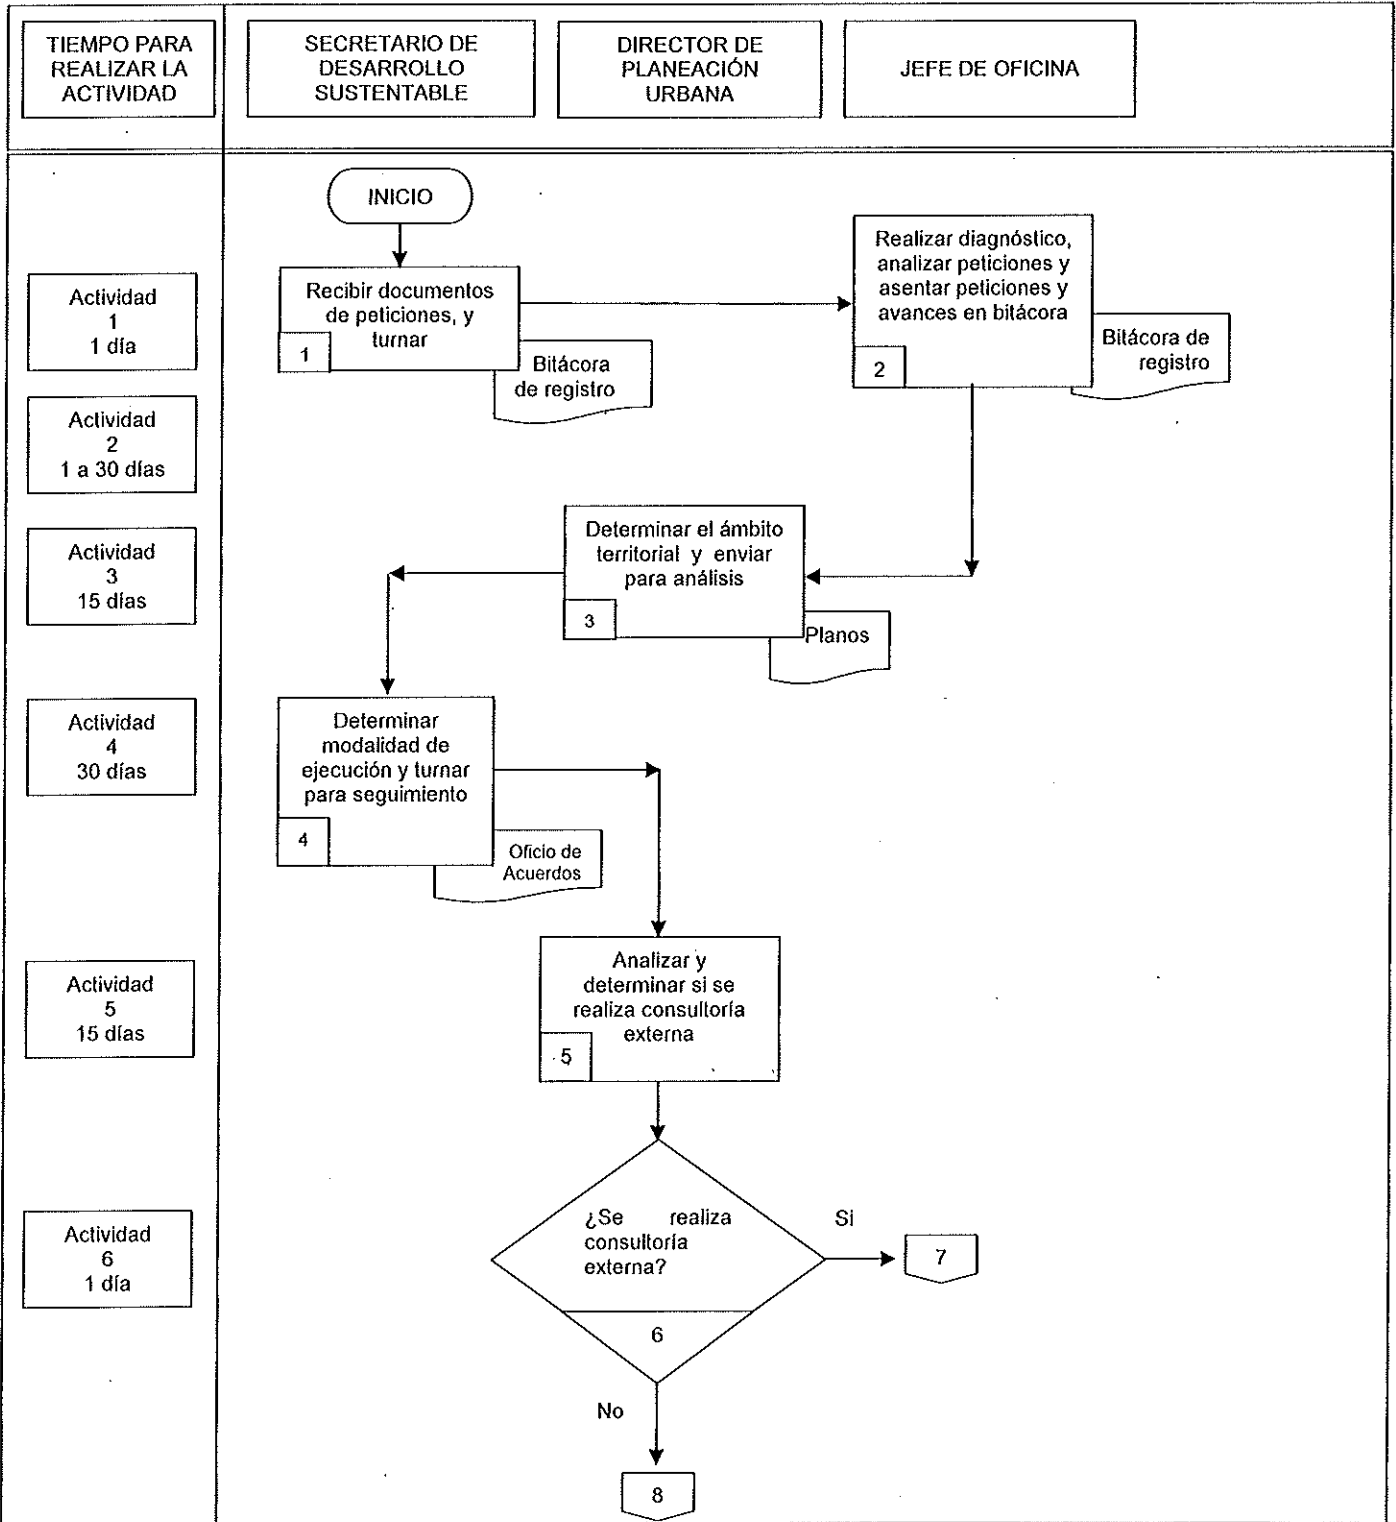 TIEMPO PARA
REALIZAR LA
ACTIVIDAD
SECRETARIO DE
DESARROLLO
SUSTENTABLE
DIRECTOR DE
PLANEACIÓN
URBANA
JEFE DE OFICINA
INICIO
Actividad
1
1 día
Recibir documentos
de peticiones, y
turnar
1
Bitácora
de registro
Realizar diagnóstico,
analizar peticiones y
asentar peticiones y
avances en bitácora
2
Bitácora de
registro
Actividad
2
1 a 30 días
Actividad
3
15 días
Determinar el ámbito
territorial y enviar
para análisis
3
Planos
Actividad
4
30 días
Determinar
modalidad de
ejecución y turnar
para seguimiento
4
Oficio de
Acuerdos
Actividad
5
15 días
Analizar y
determinar si se
realiza consultoría
externa
5
Actividad
6
1 día
¿Se realiza
consultoría
externa?
6
Si
7
No
8